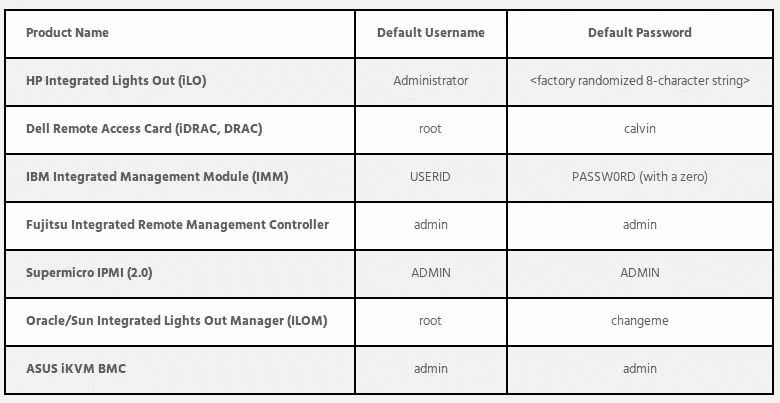 Product Name Default Username Default Password
HP Integrated Lights Out (iLO) Administrator <factory randomized 8-character string>
Dell Remote Access Card (iDRAC, DRAC) root calvin
IBM Integrated Management Module (IMM) USERID PASSW0RD (with a zero)
Fujitsu Integrated Remote Management Controller admin admin
Supermicro IPMI (2.0) ADMIN ADMIN
Oracle/Sun Integrated Lights Out Manager (ILOM) root changeme
ASUS iKVM BMC admin admin